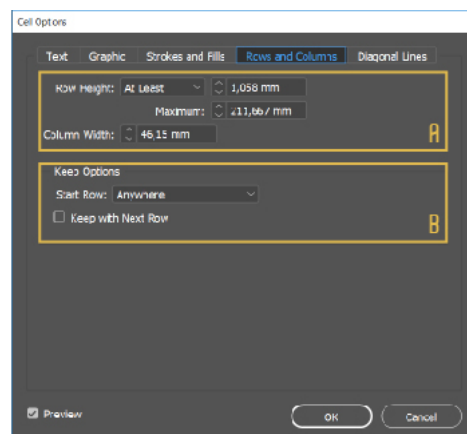 Cell Options
Text Graphic Strokes and Fills Rows and Columns Diagonal Lines
Row Height: At Least 1,058 mm
Maximum: 211,667 mm
Column Width: 46,15 mm
A
Keep Options
Start Row: Anywhere
Keep with Next Row
B
Preview OK Cancel